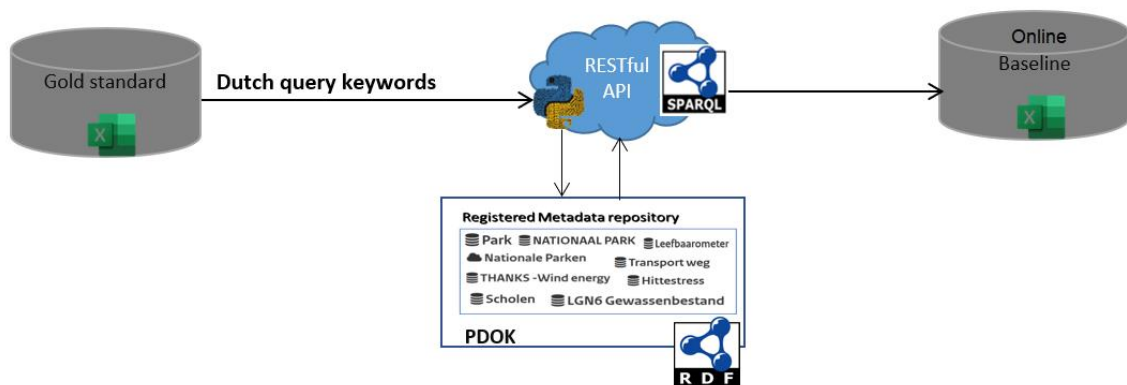 Gold standard
X
Dutch query keywords
RESTful
API
SPARQL
Online
Baseline
X
Registered Metadata repository
Park NATIONAAL PARK Leefbaarometer
Nationale Parken Transport weg
THANKS -Wind energy Hittestress
Scholen LGN6 Gewassenbestand
PDOK
R D F